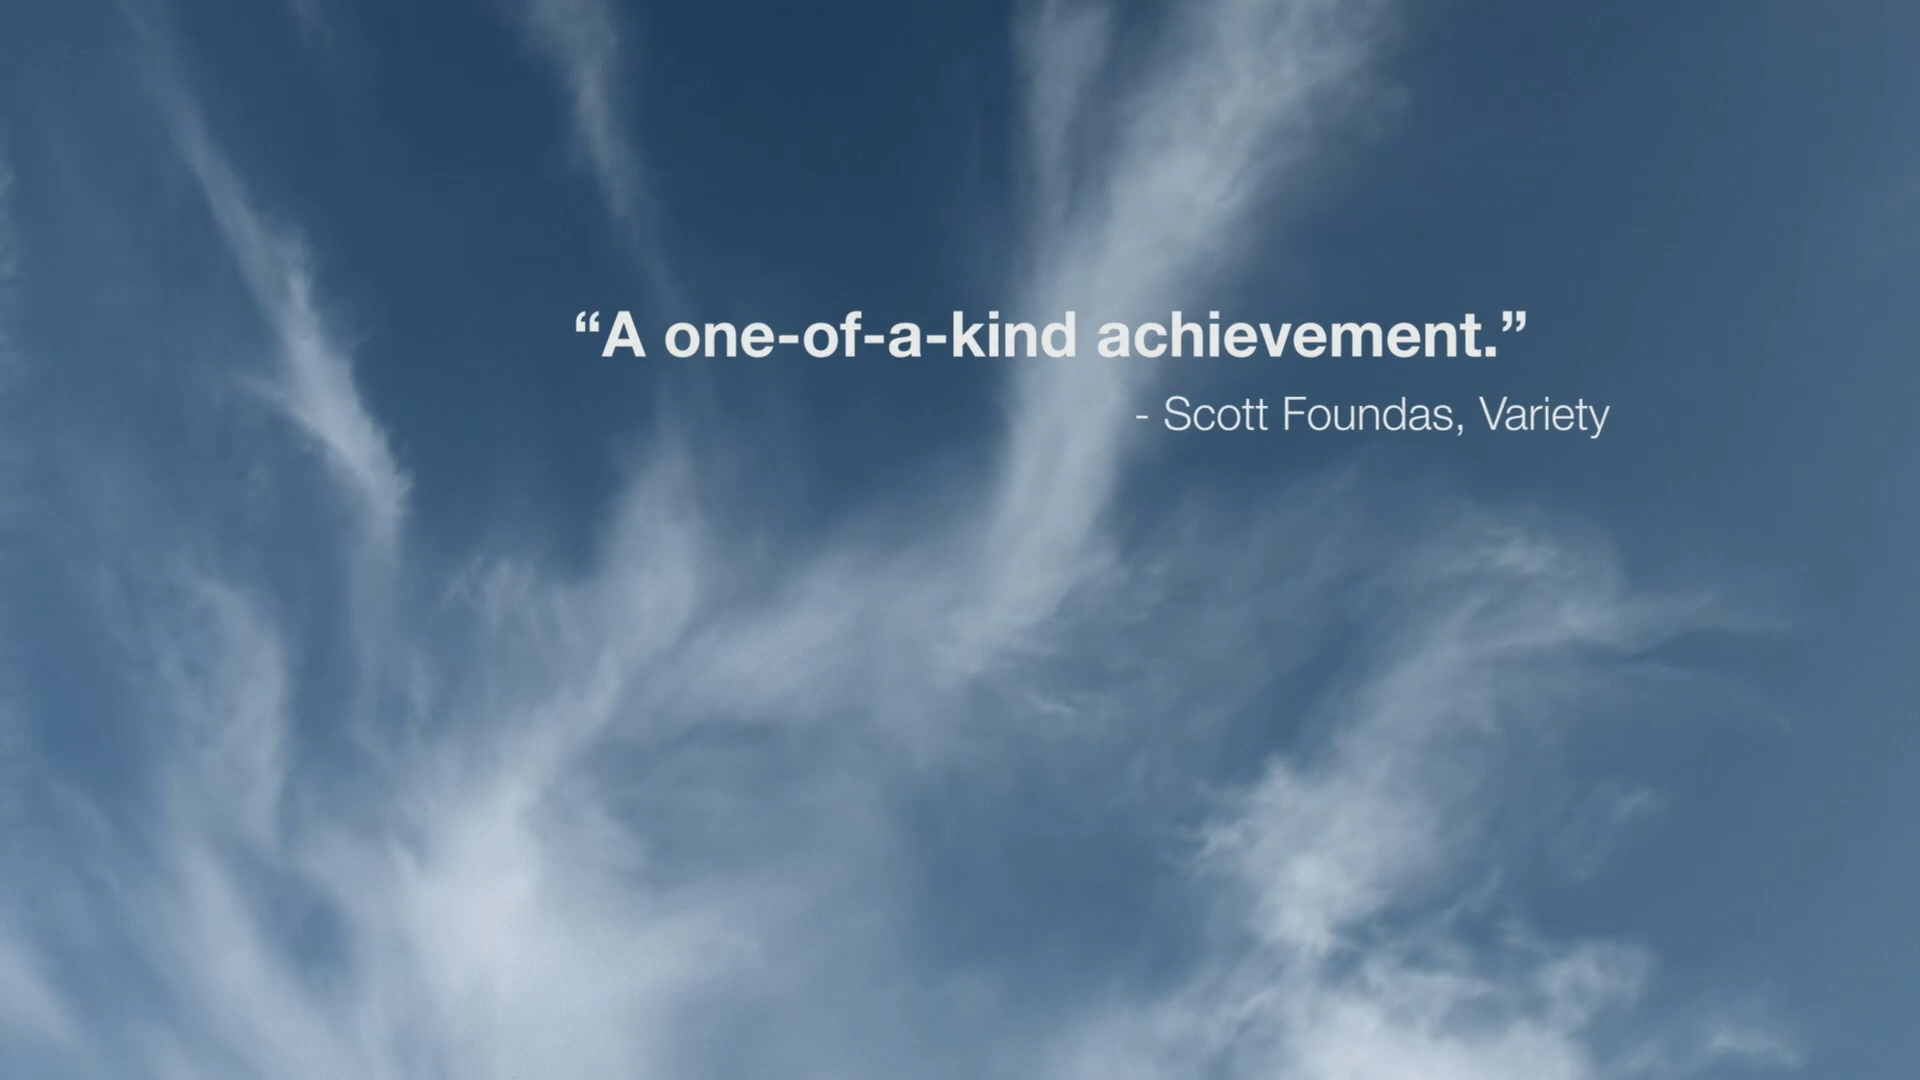 “A one-of-a-kind achievement.”
- Scott Foundas, Variety